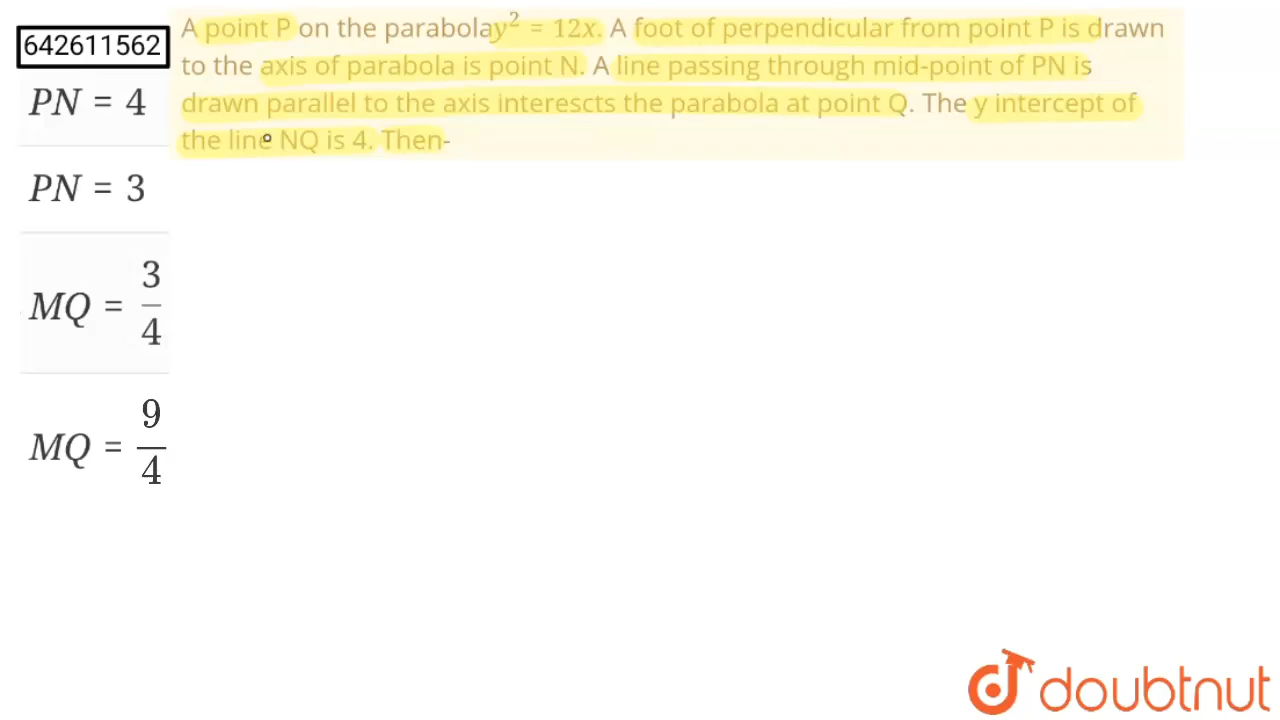 642611562
A point P on the parabolay² = 12x. A foot of perpendicular from point P is drawn
to the axis of parabola is point N. A line passing through mid-point of PN is
drawn parallel to the axis interescts the parabola at point Q. The y intercept of
the line NQ is 4. Then-
PN = 4
PN = 3
MQ = 3/4
MQ = 9/4
doubtnut